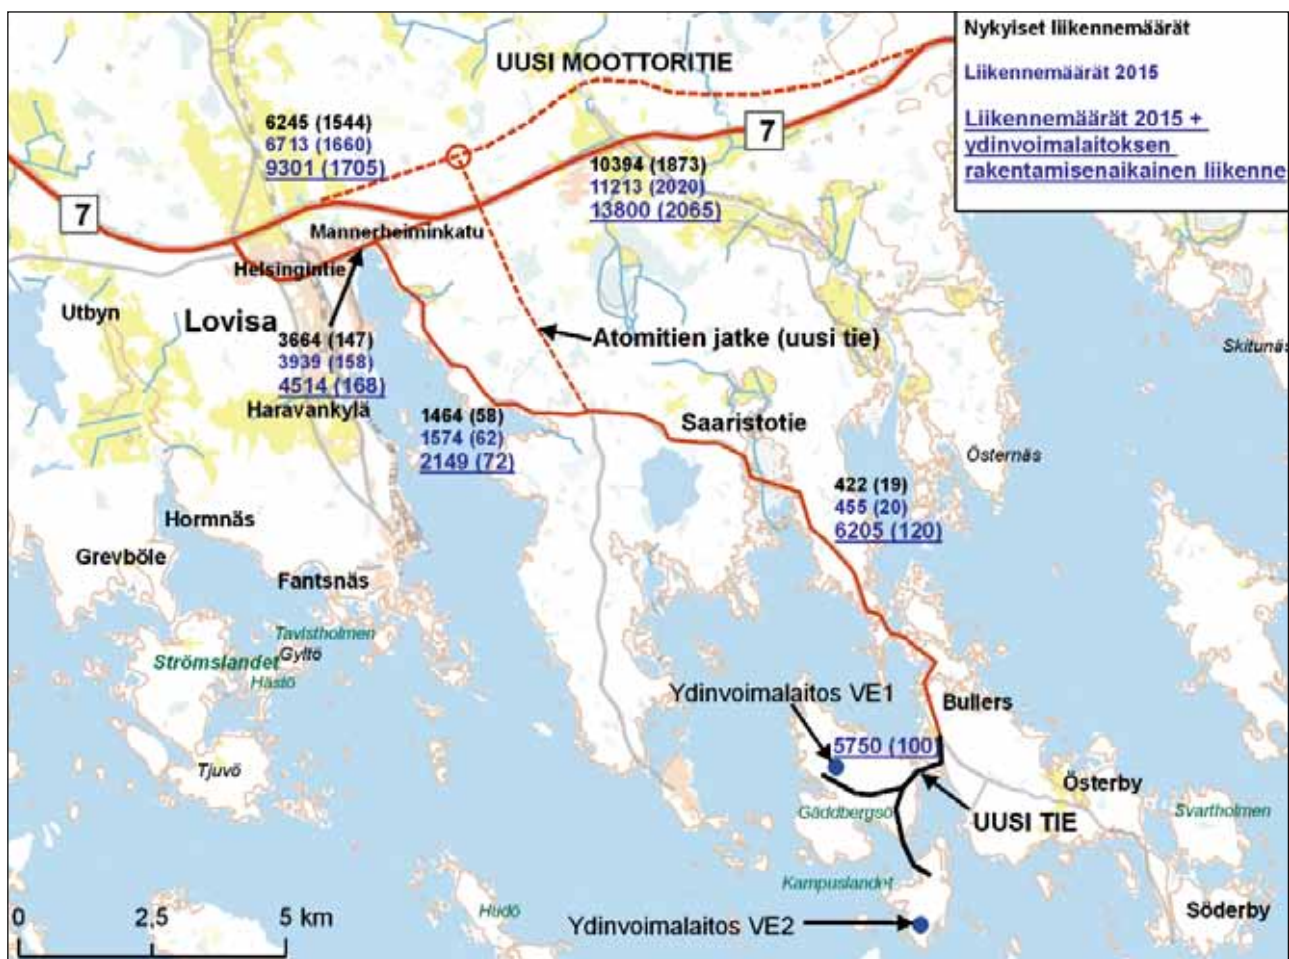 Nykyiset liikennemäärät
Liikennemäärät 2015
Liikennemäärät 2015 +
ydinvoimalaitoksen
rakentamisenaikainen liikenne
UUSI MOOTTORITIE
6245 (1544)
6713 (1660)
9301 (1705)
7
10394 (1873)
11213 (2020)
13800 (2065)
7
Mannerheiminkatu
Helsingintie
Utbyn
Lovisa
Atomitien jatke (uusi tie)
3664 (147)
3939 (158)
4514 (168)
Haravankylä
Skitunäs
1464 (58)
1574 (62)
2149 (72)
Saaristotie
Östernäs
422 (19)
455 (20)
6205 (120)
Hormnäs
Grevböle
Fantsnäs
Tavistholmen
Gyltö
Strömslandet
Hästö
Tjuvö
Ydinvoimalaitos VE1
Bullers
5750 (100)
Österby
Gäddbergsö
UUSI TIE
Svartholmen
Kampuslandet
Hudö
Ydinvoimalaitos VE2
Söderby
0 2,5 5 km